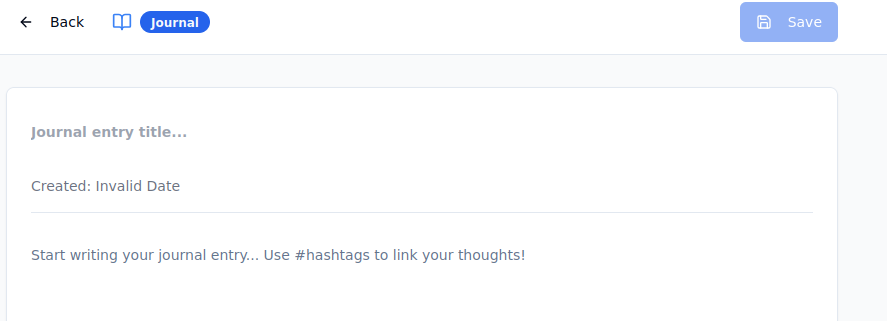 Back Journal Save
Journal entry title...
Created: Invalid Date
Start writing your journal entry... Use #hashtags to link your thoughts!